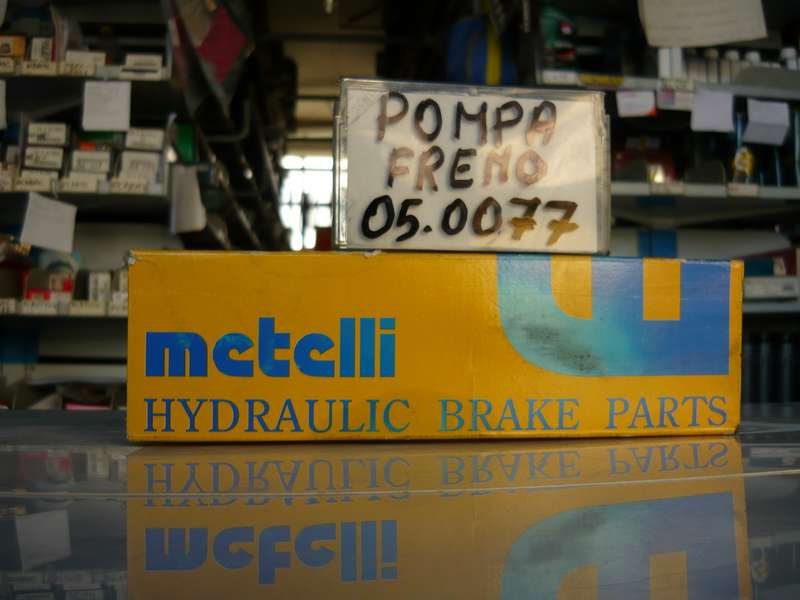 POMPA
FRENO
05.0077
metelli
HYDRAULIC BRAKE PARTS